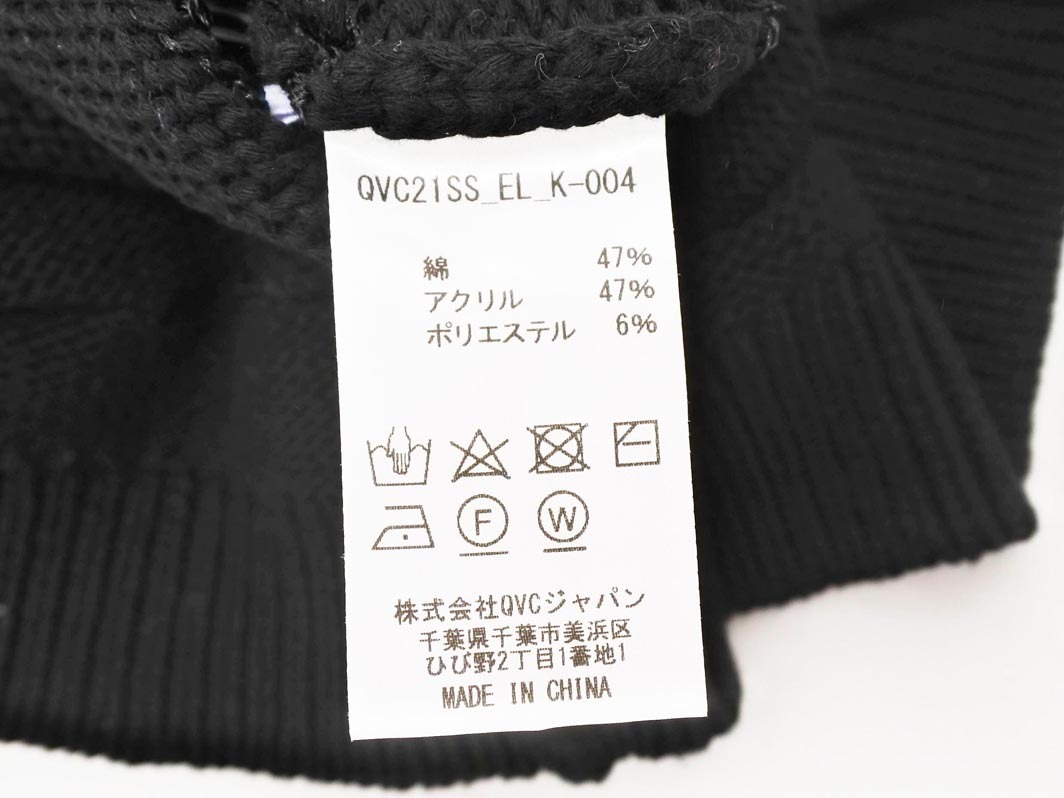 QVC21SS_EL_K-004
綿 47%
アクリル 47%
ポリエステル 6%
F W
株式会社QVCジャパン
千葉県千葉市美浜区
ひび野2丁目1番地1
MADE IN CHINA